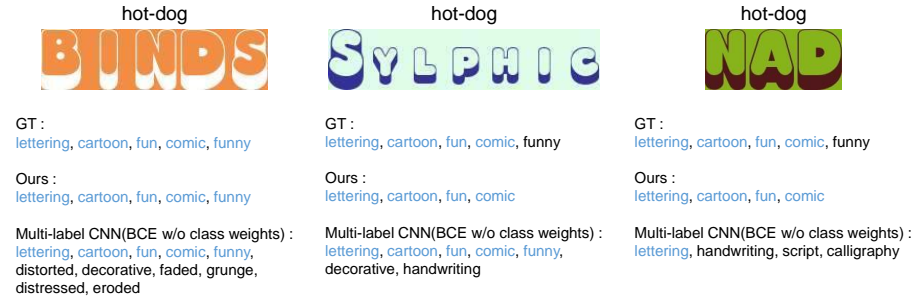 hot-dog
BINDS
GT :
lettering, cartoon, fun, comic, funny
Ours :
lettering, cartoon, fun, comic, funny
Multi-label CNN(BCE w/o class weights) :
lettering, cartoon, fun, comic, funny,
distorted, decorative, faded, grunge,
distressed, eroded
hot-dog
SYLPHIC
GT :
lettering, cartoon, fun, comic, funny
Ours :
lettering, cartoon, fun, comic
Multi-label CNN(BCE w/o class weights) :
lettering, cartoon, fun, comic, funny,
decorative, handwriting
hot-dog
NAD
GT :
lettering, cartoon, fun, comic, funny
Ours :
lettering, cartoon, fun, comic
Multi-label CNN(BCE w/o class weights) :
lettering, handwriting, script, calligraphy